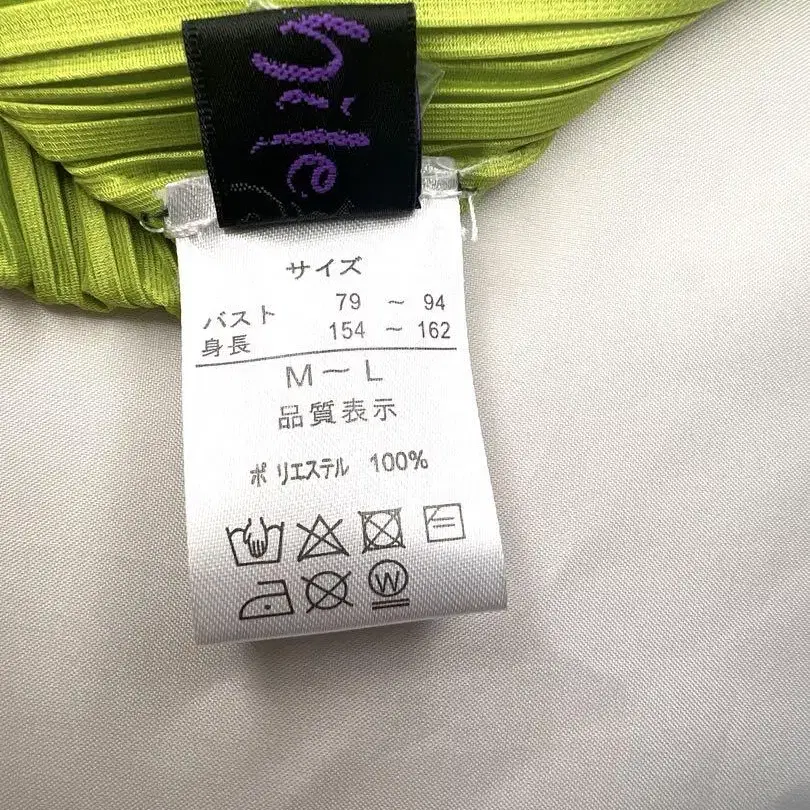 nile
サイズ
バスト 79 ～ 94
身長 154 ～ 162
M～L
品質表示
ポリエステル 100%
W